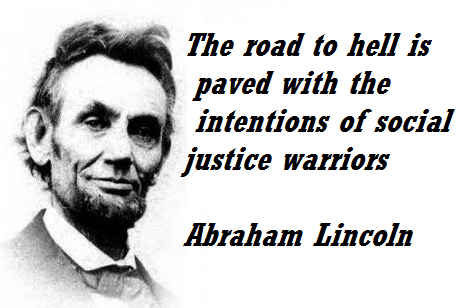 The road to hell is
paved with the
intentions of social
justice warriors
Abraham Lincoln